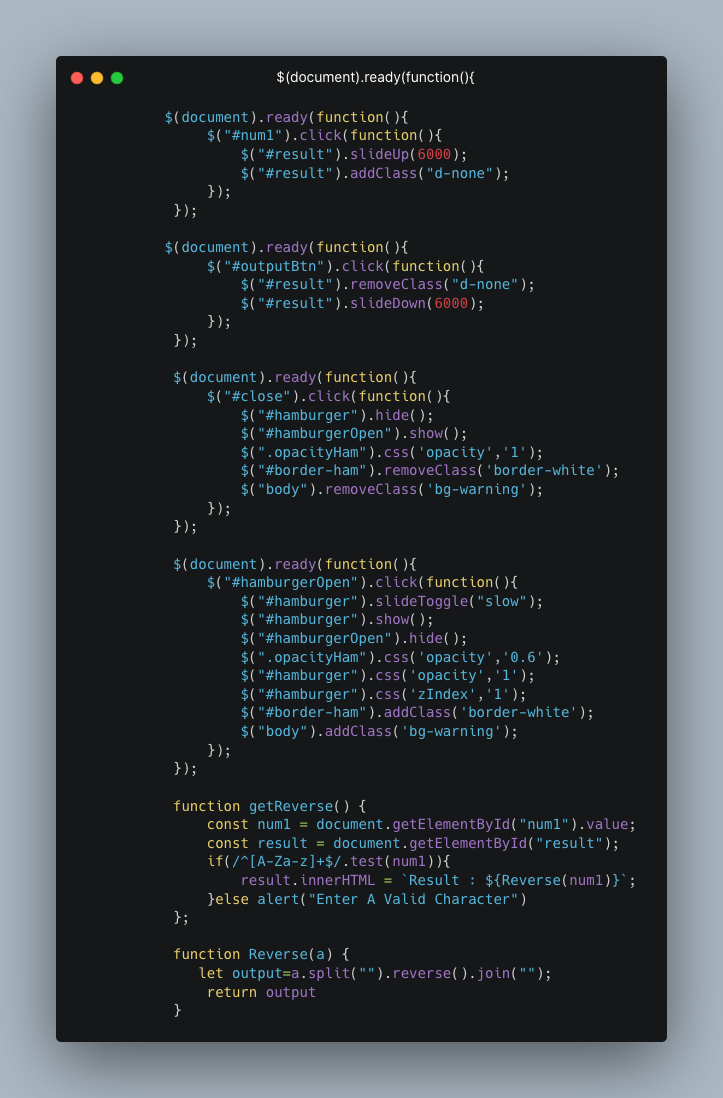 $(document).ready(function(){
$(document).ready(function(){
     $("#num1").click(function(){
         $("#result").slideUp(6000);
         $("#result").addClass("d-none");
     });
 });

$(document).ready(function(){
     $("#outputBtn").click(function(){
         $("#result").removeClass("d-none");
         $("#result").slideDown(6000);
     });
 });

 $(document).ready(function(){
     $("#close").click(function(){
         $("#hamburger").hide();
         $("#hamburgerOpen").show();
         $(".opacityHam").css('opacity','1');
         $("#border-ham").removeClass('border-white');
         $("body").removeClass('bg-warning');
     });
 });

 $(document).ready(function(){
     $("#hamburgerOpen").click(function(){
         $("#hamburger").slideToggle("slow");
         $("#hamburger").show();
         $("#hamburgerOpen").hide();
         $(".opacityHam").css('opacity','0.6');
         $("#hamburger").css('opacity','1');
         $("#hamburger").css('zIndex','1');
         $("#border-ham").addClass('border-white');
         $("body").addClass('bg-warning');
     });
 });

 function getReverse() {
     const num1 = document.getElementById("num1").value;
     const result = document.getElementById("result");
     if(/^[A-Za-z]+$/.test(num1)){
         result.innerHTML = `Result : ${Reverse(num1)}`;
     }else alert("Enter A Valid Character")
 };

 function Reverse(a) {
    let output=a.split("").reverse().join("");
     return output
 }